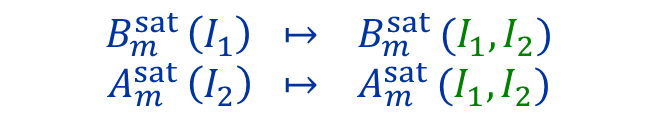 B_m^sat (I_1) ↦ B_m^sat (I_1, I_2)
A_m^sat (I_2) ↦ A_m^sat (I_1, I_2)